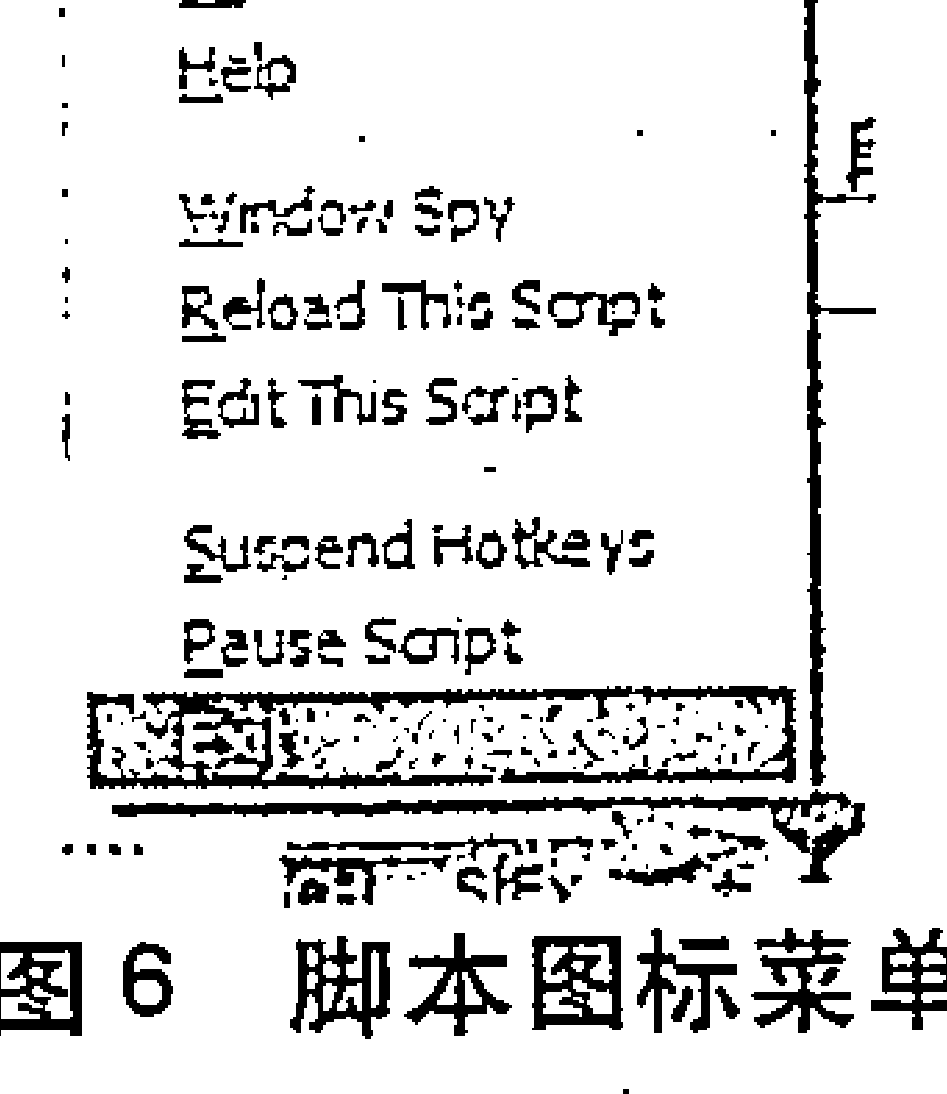 Help
Window Spy
Reload This Script
Edit This Script
Suspend Hotkeys
Pause Script
图 6 脚本图标菜单